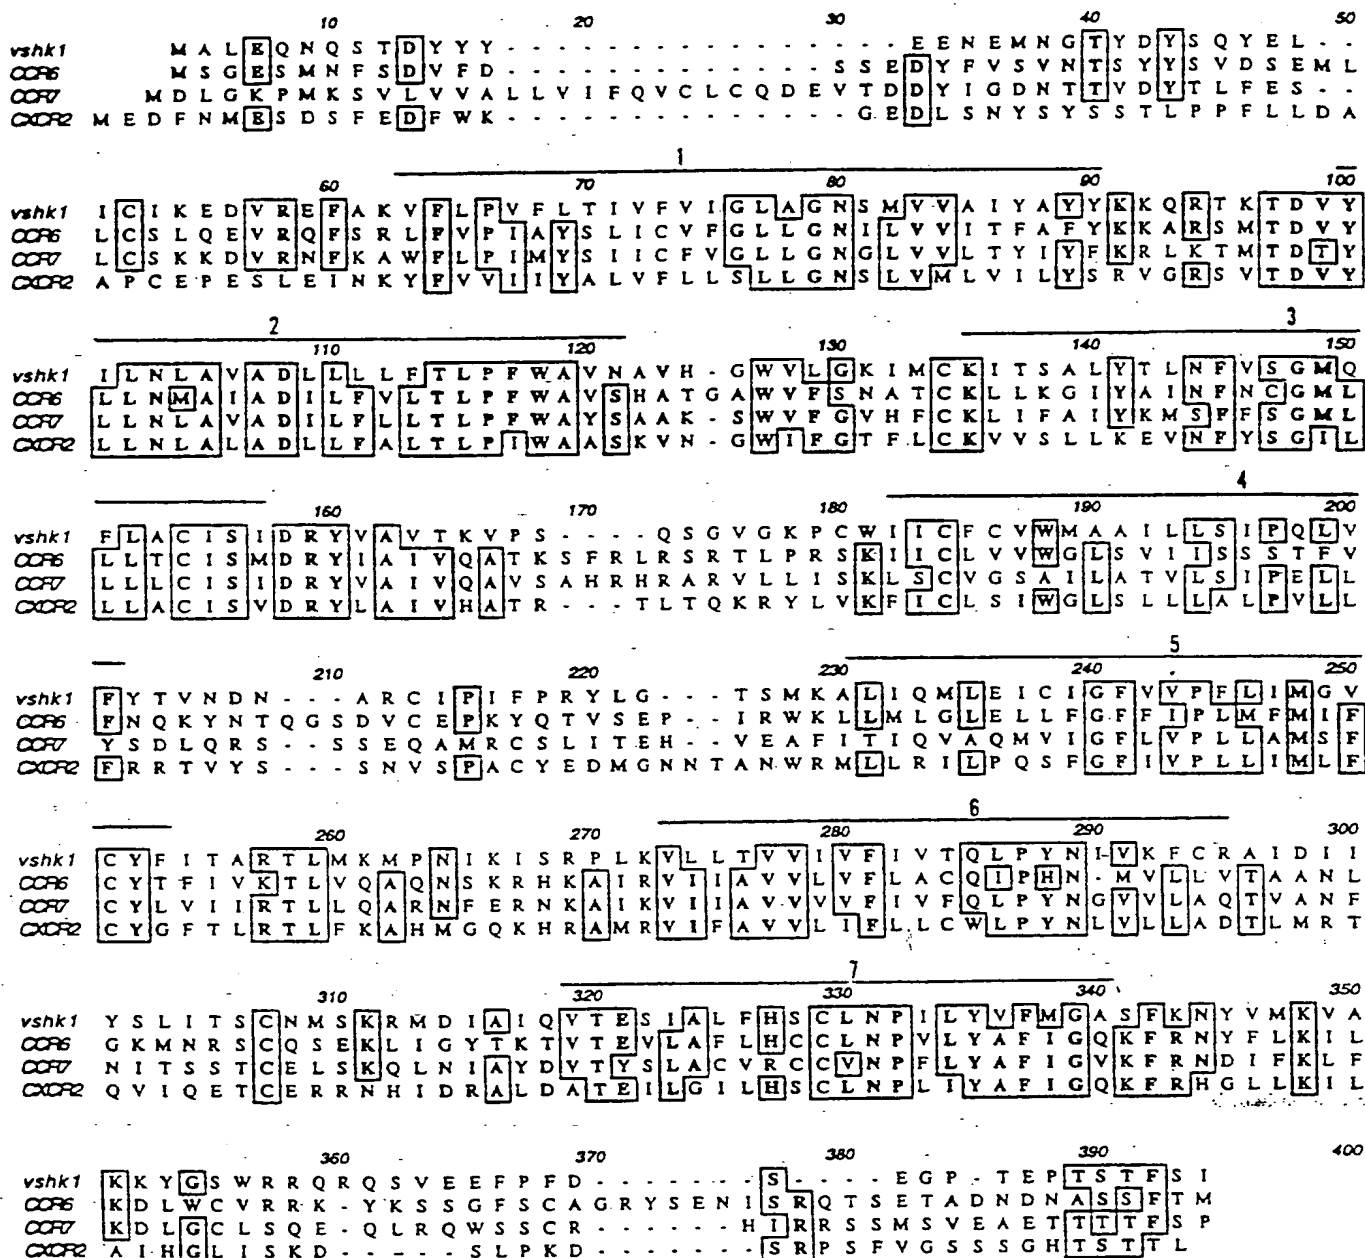 10 20 30 40 50
vshk1 M A L E Q N Q S T D Y Y Y - - - - - - - - - - - - - - - - E E N E M N G T Y D Y S Q Y E L - -
CCR6 M S G E S M N F S D V F D - - - - - - - - - - - - - S S E D Y F V S V N T S Y Y S V D S E M L
CCR7 M D L G K P M K S V L V V A L L V I F Q V C L C Q D E V T D D Y I G D N T T V D Y T L F E S - -
CXCR2 M E D F N M E S D S F E D F W K - - - - - - - - - - - - - - G E D L S N Y S Y S S T L P P F L L D A
1
60 70 80 90 100
vshk1 I C I K E D V R E F A K V F L P V F L T I V F V I G L A G N S M V V A I Y A Y Y K K Q R T K T D V Y
CCR6 L C S L Q E V R Q F S R L F V P I A Y S L I C V F G L L G N I L V V I T F A F Y K K A R S M T D V Y
CCR7 L C S K K D V R N F K A W F L P I M Y S I I C F V G L L G N G L V V L T Y I Y F K R L K T M T D T Y
CXCR2 A P C E P E S L E I N K Y F V V I I Y A L V F L L S L L G N S L V M L V I L Y S R V G R S V T D V Y
2 3
110 120 130 140 150
vshk1 I L N L A V A D L L L L F T L P F W A V N A V H - G W V L G K I M C K I T S A L Y T L N F V S G M Q
CCR6 L L N M A I A D I L F V L T L P F W A V S H A T G A W V F S N A T C K L L K G I Y A I N F N C G M L
CCR7 L L N L A V A D I L F L L T L P F W A Y S A A K - S W V F G V H F C K L I F A I Y K M S F F S G M L
CXCR2 L L N L A L A D L L F A L T L P I W A A S K V N - G W I F G T F L C K V V S L L K E V N F Y S G I L
4
160 170 180 190 200
vshk1 F L A C I S I D R Y V A V T K V P S - - - - Q S G V G K P C W I I C F C V W M A A I L L S I P Q L V
CCR6 L L T C I S M D R Y I A I V Q A T K S F R L R S R T L P R S K I I C L V V W G L S V I I S S S T F V
CCR7 L L L C I S I D R Y V A I V Q A V S A H R H R A R V L L I S K L S C V G S A I L A T V L S I P E L L
CXCR2 L L A C I S V D R Y L A I V H A T R - - - T L T Q K R Y L V K F I C L S I W G L S L L L A L P V L L
5
210 220 230 240 250
vshk1 F Y T V N D N - - - A R C I P I F P R Y L G - - - T S M K A L I Q M L E I C I G F V V P F L I M G V
CCR6 F N Q K Y N T Q G S D V C E P K Y Q T V S E P - - I R W K L L M L G L E L L F G F F I P L M F M I F
CCR7 Y S D L Q R S - - S S E Q A M R C S L I T E H - - V E A F I T I Q V A Q M V I G F L V P L L A M S F
CXCR2 F R R T V Y S - - - S N V S P A C Y E D M G N N T A N W R M L L R I L P Q S F G F I V P L L I M L F
6
260 270 280 290 300
vshk1 C Y F I T A R T L M K M P N I K I S R P L K V L L T V V I V F I V T Q L P Y N I - V K F C R A I D I I
CCR6 C Y T F I V K T L V Q A Q N S K R H K A I R V I I A V V L V F L A C Q I P H N - M V L L V T A A N L
CCR7 C Y L V I I R T L L Q A R N F E R N K A I K V I I A V V V V F I V F Q L P Y N G V V L A Q T V A N F
CXCR2 C Y G F T L R T L F K A H M G Q K H R A M R V I F A V V L I F L L C W L P Y N L V L L A D T L M R T
7
310 320 330 340 350
vshk1 Y S L I T S C N M S K R M D I A I Q V T E S I A L F H S C L N P I L Y V F M G A S F K N Y V M K V A
CCR6 G K M N R S C Q S E K L I G Y T K T V T E V L A F L H C C L N P V L Y A F I G Q K F R N Y F L K I L
CCR7 N I T S S T C E L S K Q L N I A Y D V T Y S L A C V R C C V N P F L Y A F I G V K F R N D I F K L F
CXCR2 Q V I Q E T C E R R N H I D R A L D A T E I L G I L H S C L N P L I Y A F I G Q K F R H G L L K I L
360 370 380 390 400
vshk1 K K Y G S W R R Q R Q S V E E F P F D - - - - - - - S - - - - E G P - T E P T S T F S I
CCR6 K D L W C V R R K - Y K S S G F S C A G R Y S E N I S R Q T S E T A D N D N A S S F T M
CCR7 K D L G C L S Q E - Q L R Q W S S C R - - - - - - H I R R S S M S V E A E T T T T F S P
CXCR2 A I H G L I S K D - - - - - S L P K D - - - - - - - S R P S F V G S S S G H T S T T L